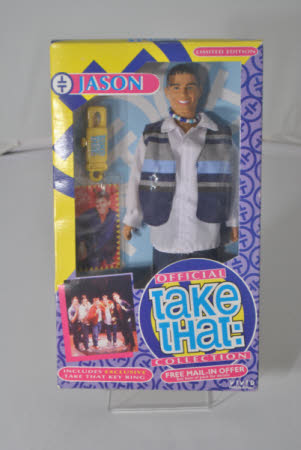 LIMITED EDITION
JASON
OFFICIAL
TAKE
THAT:
COLLECTION
INCLUDES EXCLUSIVE
TAKE THAT KEY RING
FREE MAIL-IN OFFER
VIVID